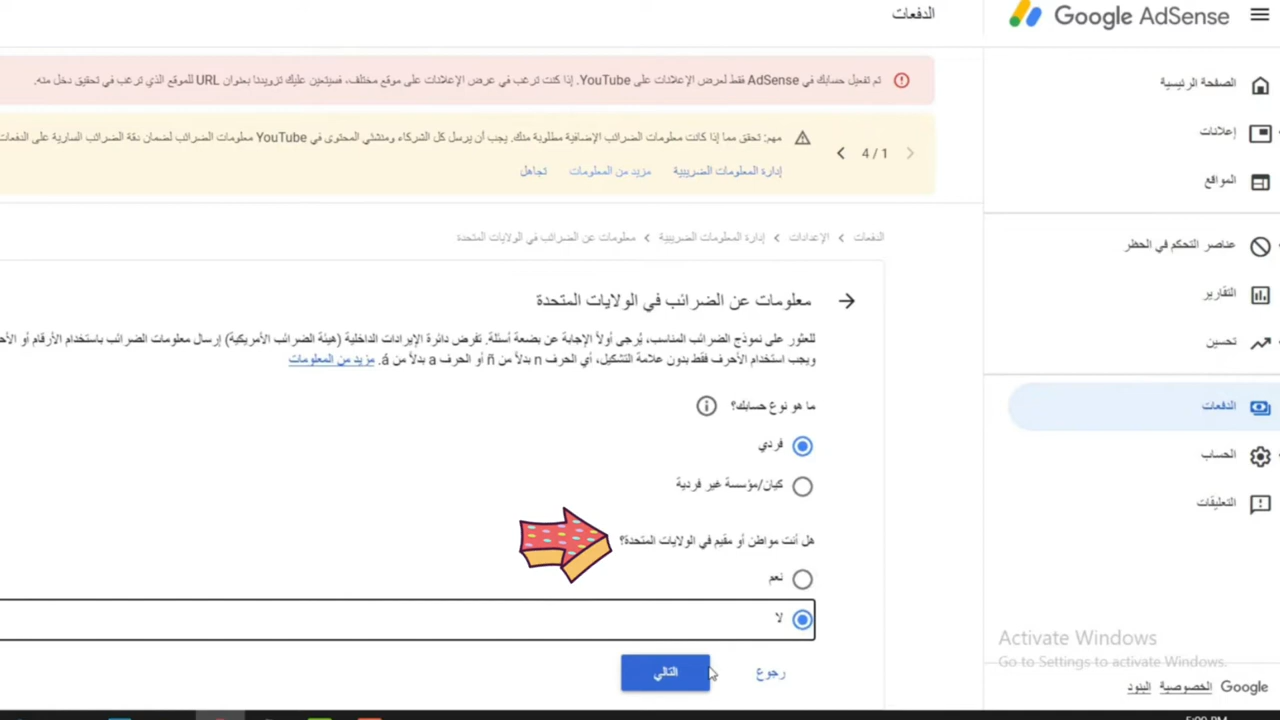 الدفعات
Google AdSense
تم تفعيل حسابك في AdSense فقط لعرض الإعلانات على YouTube. إذا كنت ترغب في عرض الإعلانات على موقع مختلف، فسيتعين عليك تزويدنا بعنوان URL للموقع الذي ترغب في تحقيق دخل منه.
مهم: تحقق مما إذا كانت معلومات الضرائب الإضافية مطلوبة منك. يجب أن يرسل كل الشركاء ومنشئي المحتوى في YouTube معلومات الضرائب لضمان دقة الضرائب السارية على الدفعات
4 / 1
إدارة المعلومات الضريبية مزيد من المعلومات تجاهل
الدفعات الإعدادات إدارة المعلومات الضريبية معلومات عن الضرائب في الولايات المتحدة
معلومات عن الضرائب في الولايات المتحدة
للعثور على نموذج الضرائب المناسب، يُرجى أولاً الإجابة عن بضعة أسئلة. تفرض دائرة الإيرادات الداخلية (هيئة الضرائب الأمريكية) إرسال معلومات الضرائب باستخدام الأرقام أو
ويجب استخدام الأحرف فقط بدون علامة التشكيل، أي الحرف n بدلاً من ñ أو الحرف a بدلاً من á. مزيد من المعلومات
ما هو نوع حسابك؟
فردي
كيان/مؤسسة غير فردية
هل أنت مواطن أو مقيم في الولايات المتحدة؟
نعم
لا
رجوع التالي
الصفحة الرئيسية
إعلانات
المواقع
عناصر التحكم في الحظر
التقارير
تحسين
الدفعات
الحساب
التعليقات
Activate Windows
Go to Settings to activate Windows.
Google الخصوصية البنود